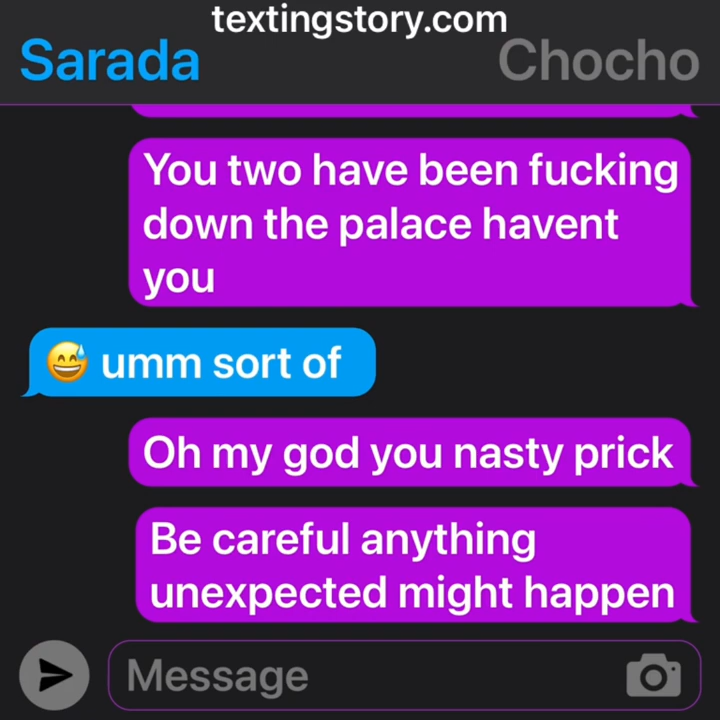 textingstory.com
Sarada
Chocho
You two have been fucking
down the palace havent
you
😅 umm sort of
Oh my god you nasty prick
Be careful anything
unexpected might happen
Message